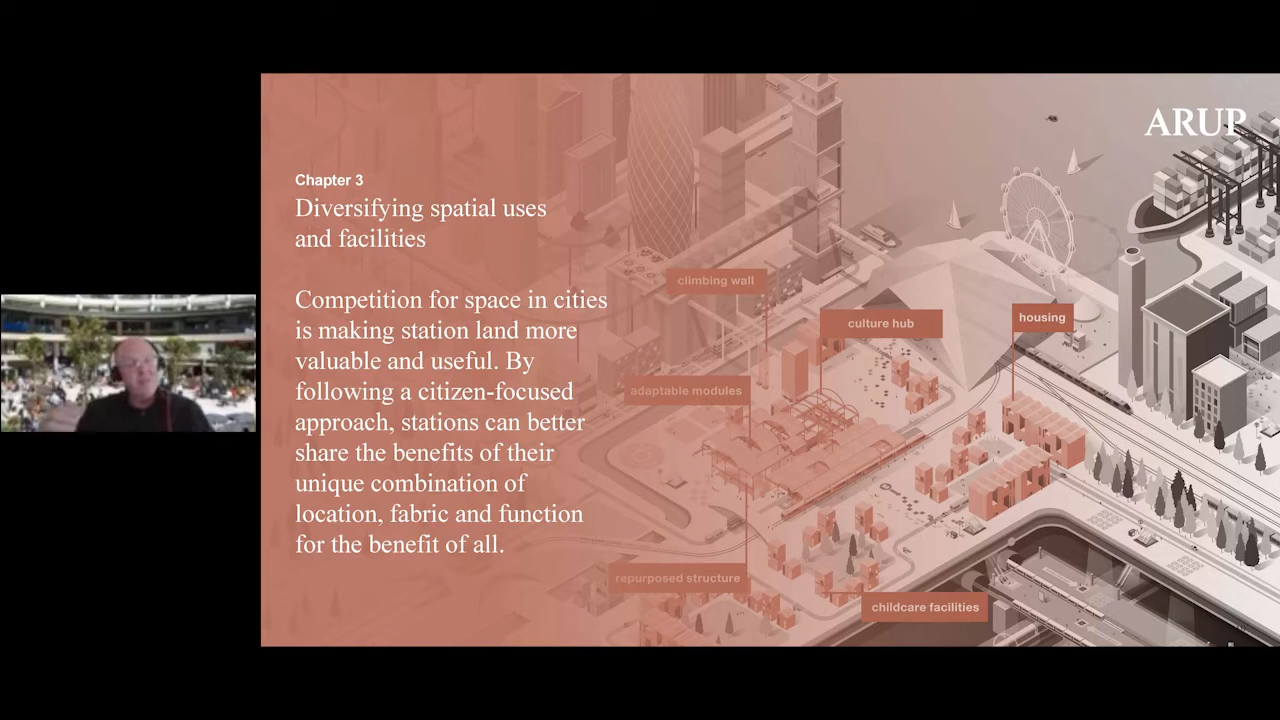 ARUP
Chapter 3
Diversifying spatial uses
and facilities
Competition for space in cities
is making station land more
valuable and useful. By
following a citizen-focused
approach, stations can better
share the benefits of their
unique combination of
location, fabric and function
for the benefit of all.
climbing wall
culture hub
housing
adaptable modules
repurposed structure
childcare facilities